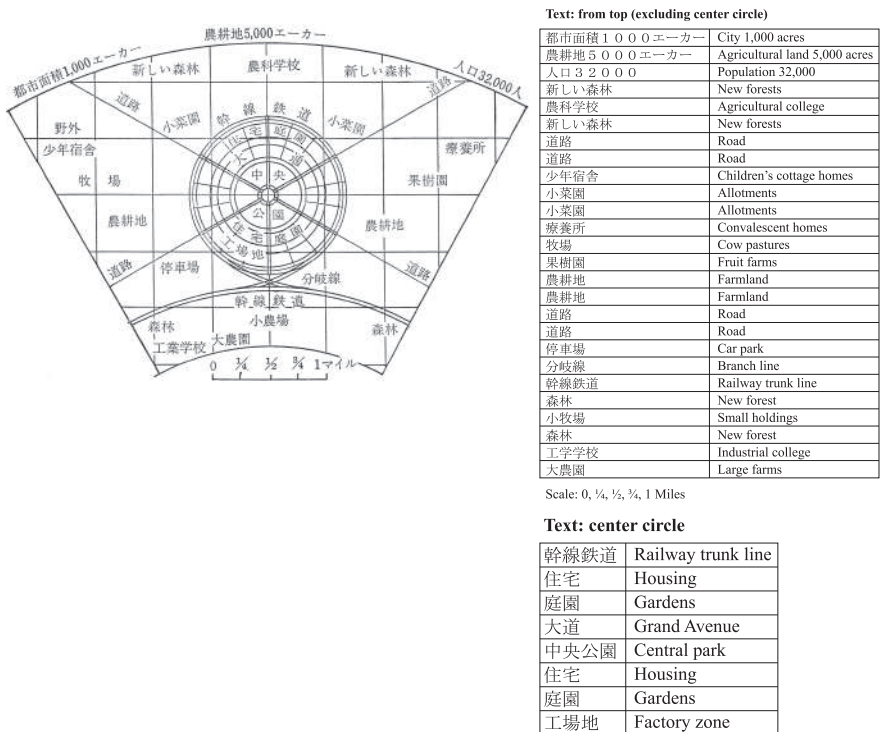 農耕地5,000エーカー
都市面積1,000エーカー
人口32,000人
新しい森林
農科学校
新しい森林
道路
道路
小菜園
幹線鉄道
小菜園
野外
少年宿舎
療養所
住宅庭園
大通
牧場
中央
公園
果樹園
農耕地
農耕地
住宅庭園
工場地
道路
停車場
分岐線
道路
幹線鉄道
森林
小農場
森林
工業学校
大農園
0 ¼ ½ ¾ 1マイル
Text: from top (excluding center circle)
都市面積１０００エーカー City 1,000 acres
農耕地５０００エーカー Agricultural land 5,000 acres
人口３２０００ Population 32,000
新しい森林 New forests
農科学校 Agricultural college
新しい森林 New forests
道路 Road
道路 Road
少年宿舎 Children's cottage homes
小菜園 Allotments
小菜園 Allotments
療養所 Convalescent homes
牧場 Cow pastures
果樹園 Fruit farms
農耕地 Farmland
農耕地 Farmland
道路 Road
道路 Road
停車場 Car park
分岐線 Branch line
幹線鉄道 Railway trunk line
森林 New forest
小牧場 Small holdings
森林 New forest
工学学校 Industrial college
大農園 Large farms
Scale: 0, ¼, ½, ¾, 1 Miles
Text: center circle
幹線鉄道 Railway trunk line
住宅 Housing
庭園 Gardens
大道 Grand Avenue
中央公園 Central park
住宅 Housing
庭園 Gardens
工場地 Factory zone